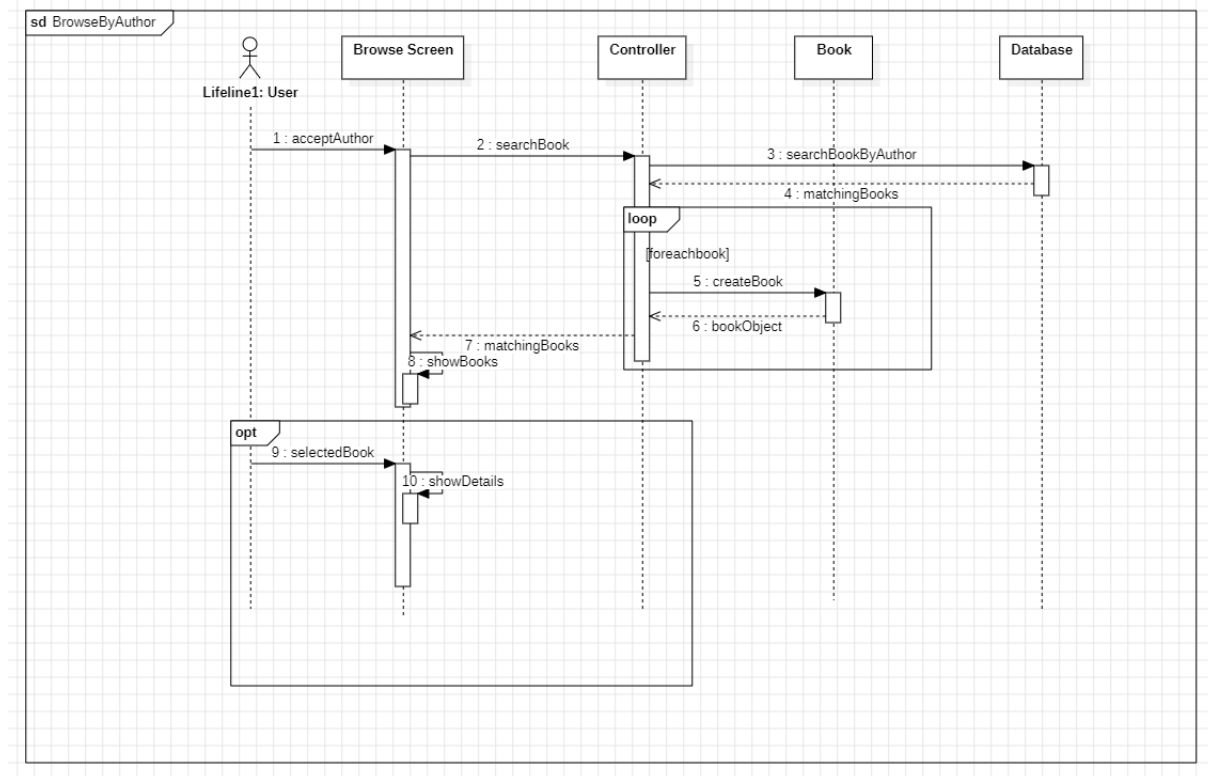 sd BrowseByAuthor
Browse Screen
Controller
Book
Database
Lifeline1: User
1 : acceptAuthor
2 : searchBook
3 : searchBookByAuthor
4 : matchingBooks
loop
[foreachbook]
5 : createBook
6 : bookObject
7 : matchingBooks
8 : showBooks
opt
9 : selectedBook
10 : showDetails